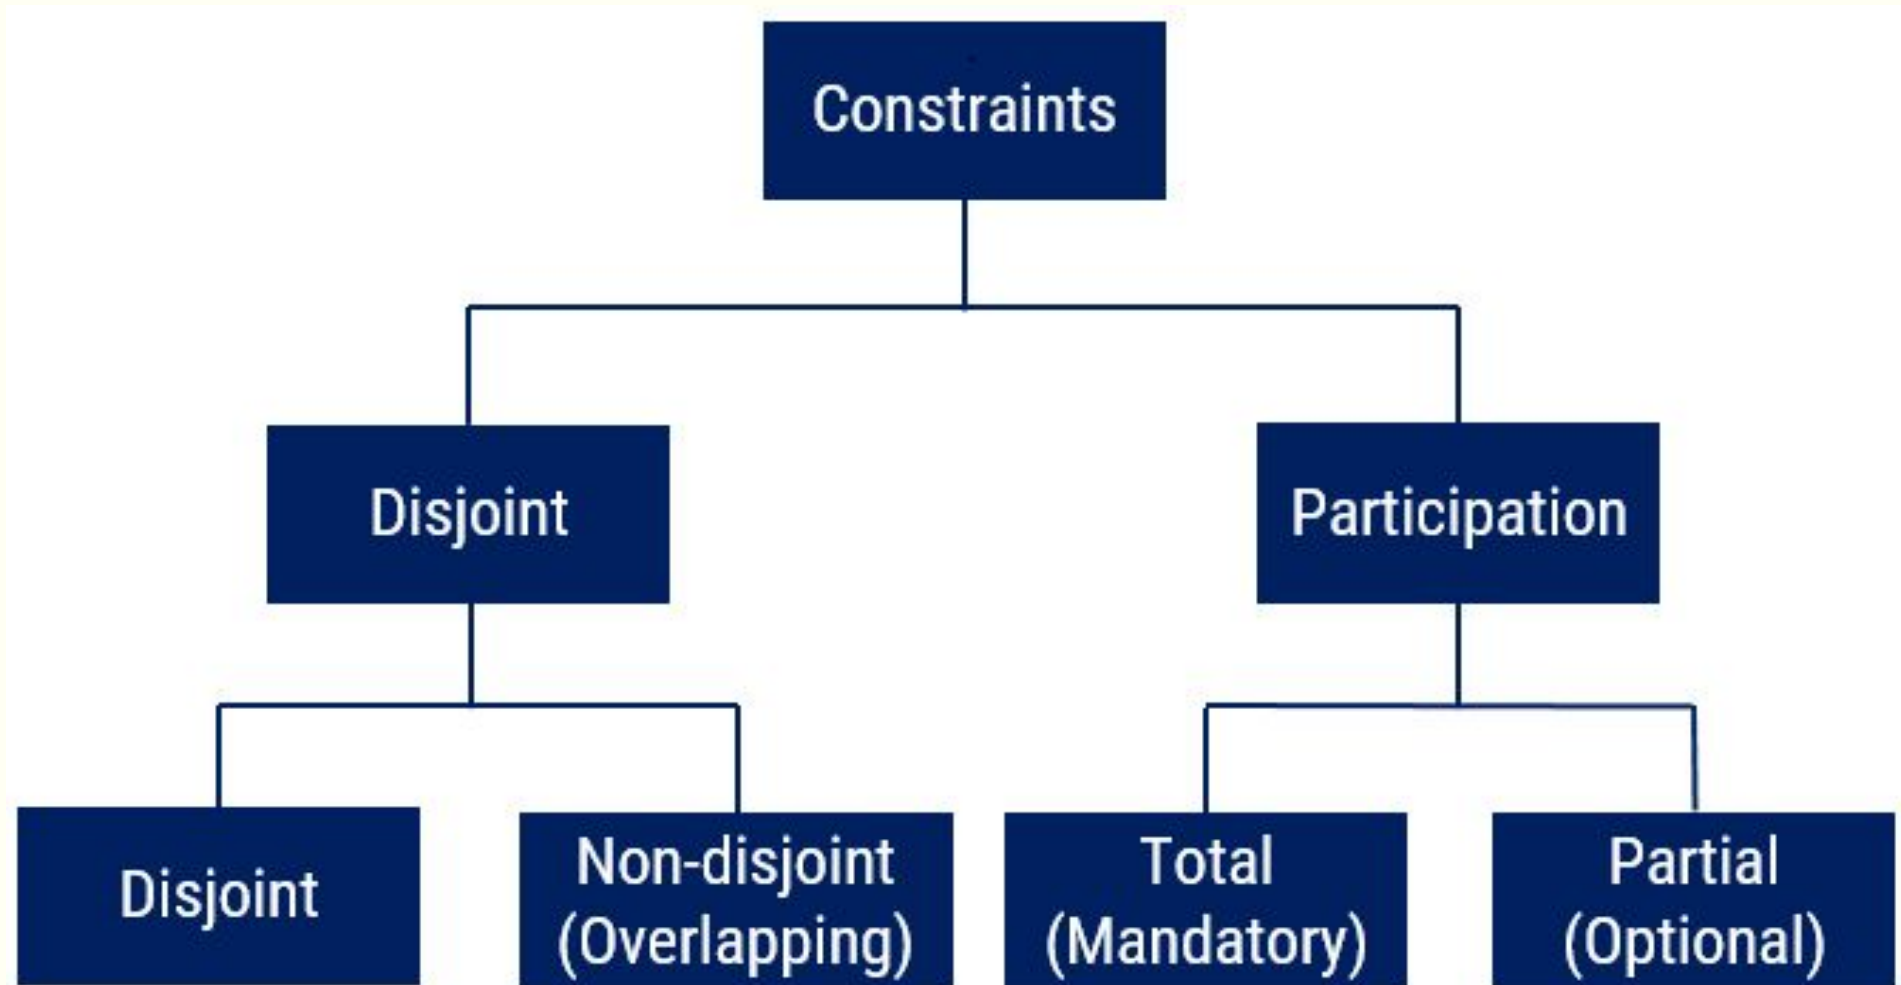 Constraints
Disjoint
Participation
Disjoint
Non-disjoint
(Overlapping)
Total
(Mandatory)
Partial
(Optional)